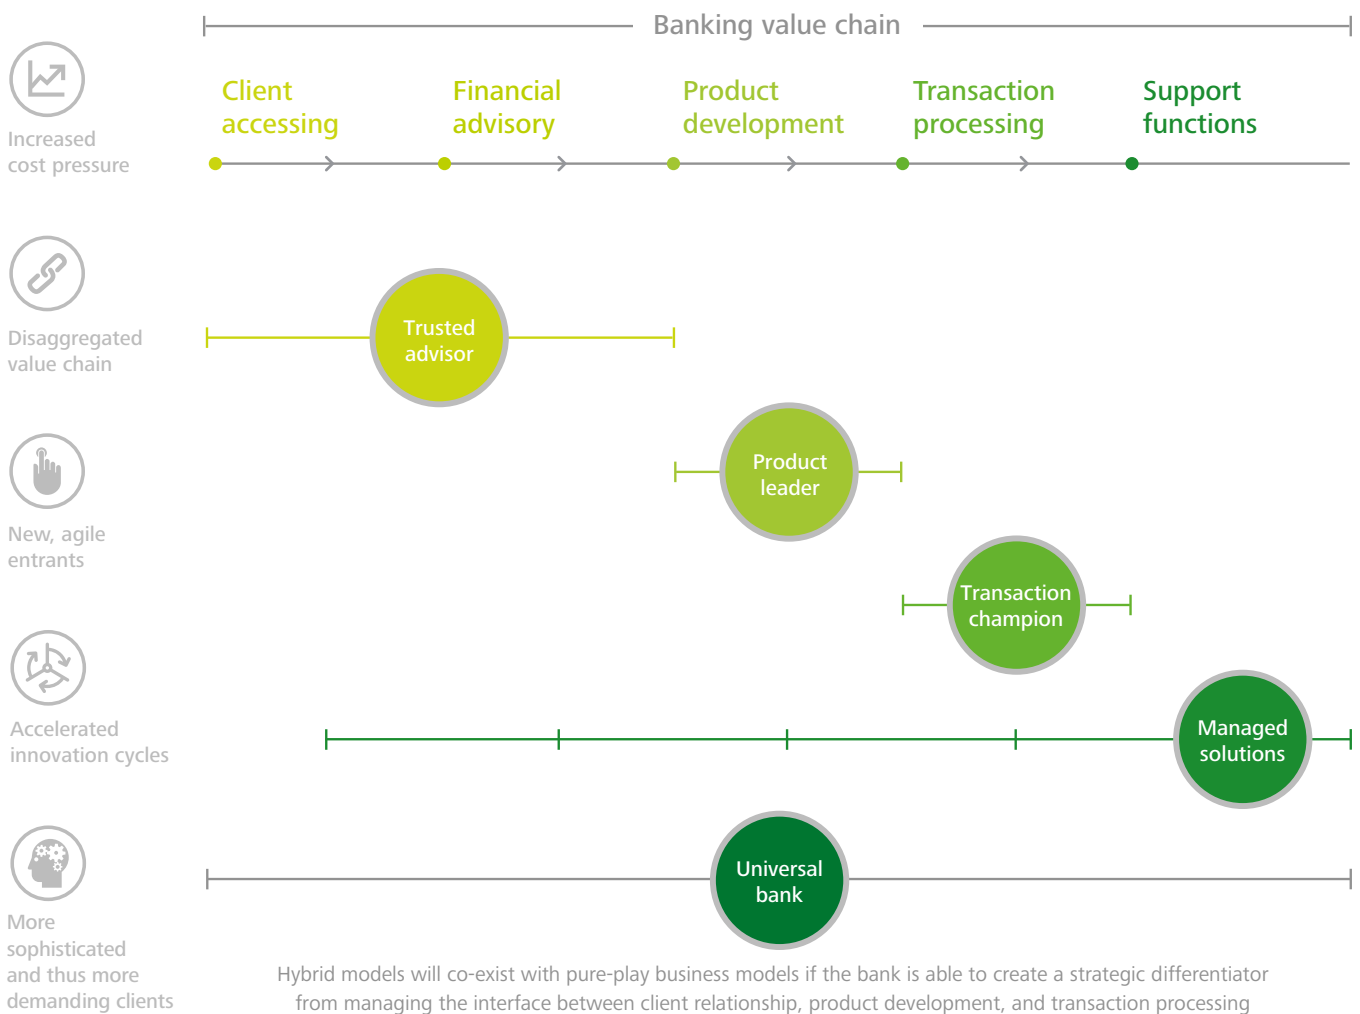 Banking value chain
Client
accessing
Financial
advisory
Product
development
Transaction
processing
Support
functions
Increased
cost pressure
Disaggregated
value chain
New, agile
entrants
Accelerated
innovation cycles
More
sophisticated
and thus more
demanding clients
Trusted
advisor
Product
leader
Transaction
champion
Managed
solutions
Universal
bank
Hybrid models will co-exist with pure-play business models if the bank is able to create a strategic differentiator
from managing the interface between client relationship, product development, and transaction processing